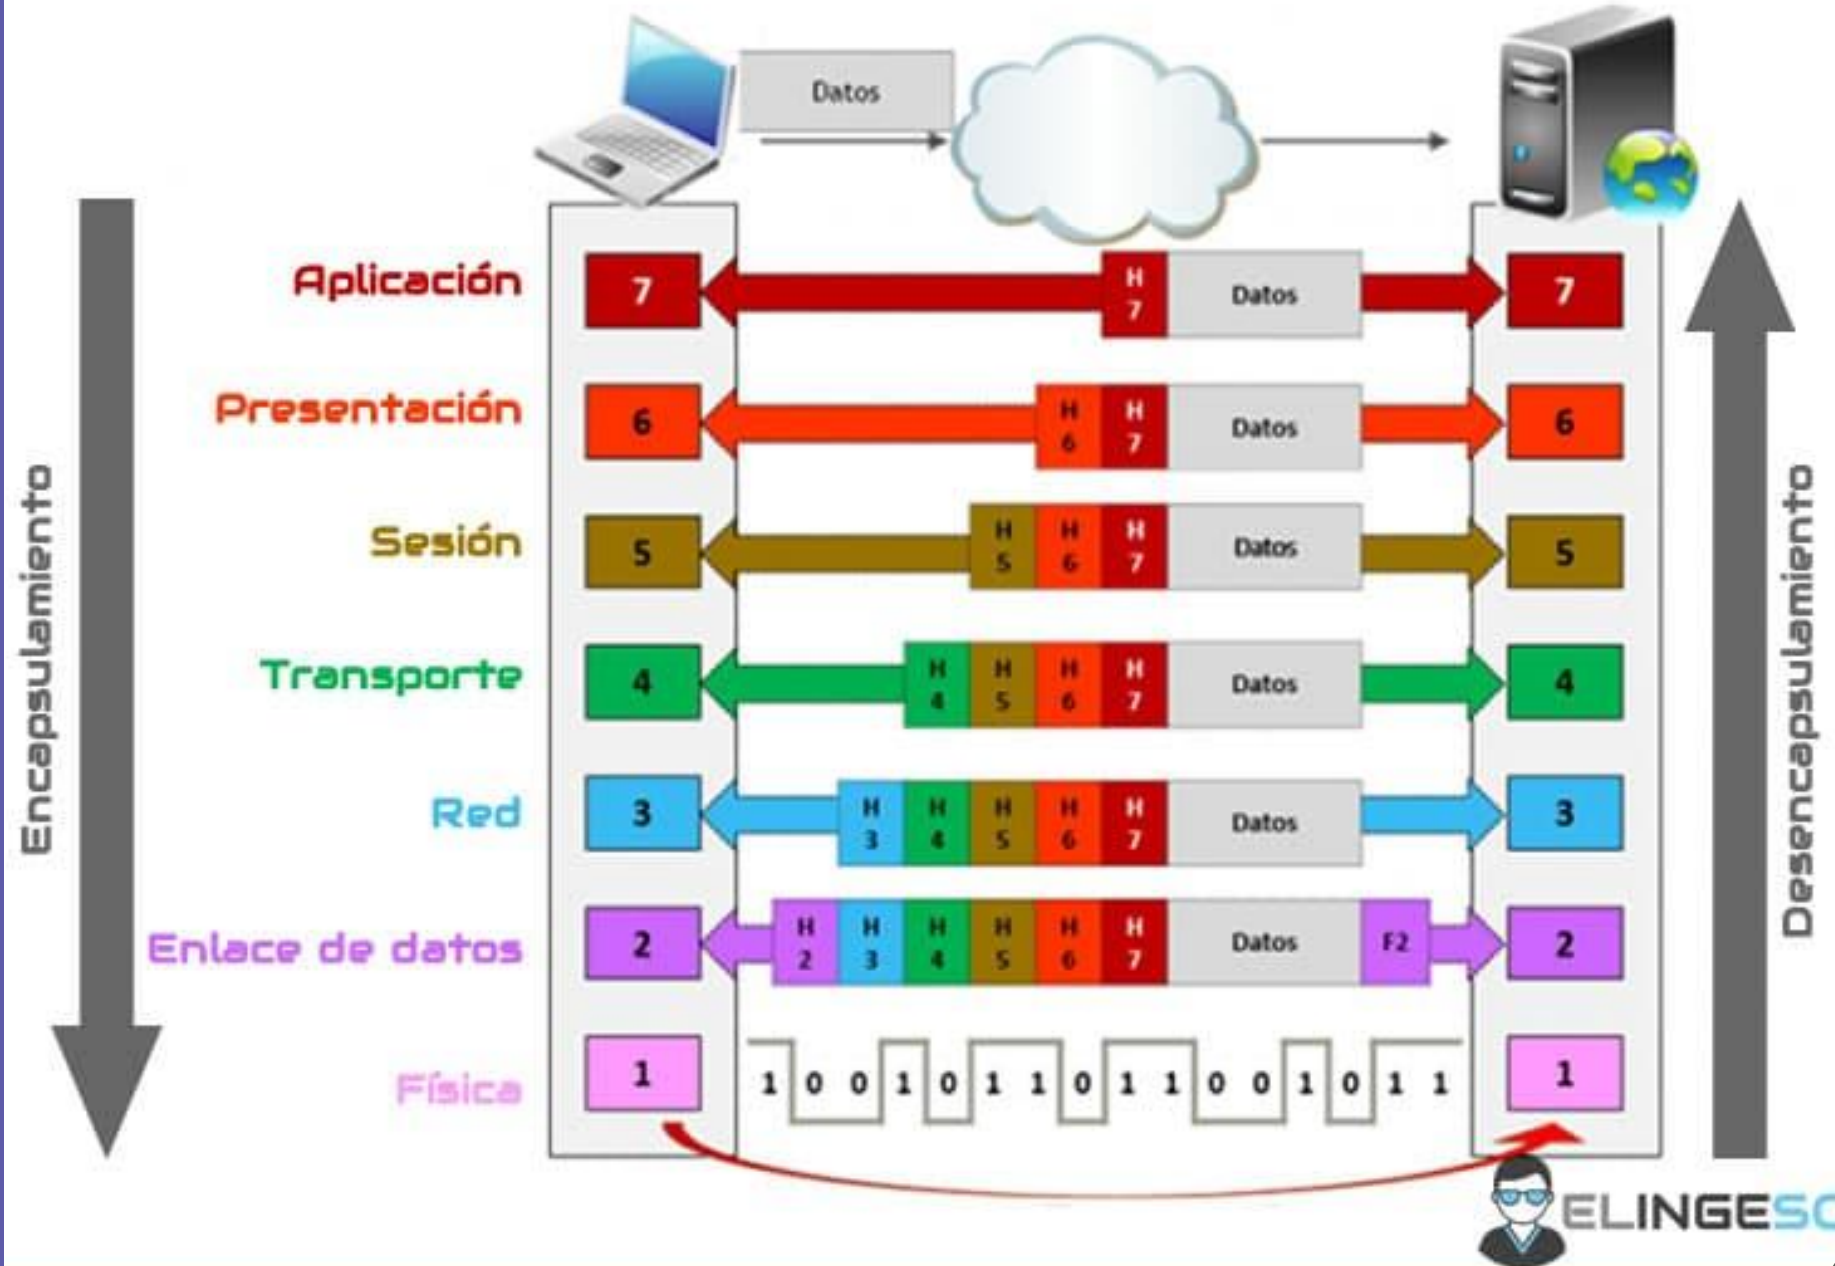 Datos
Aplicación
7
H
7
Datos
7
Presentación
6
H H
6 7
Datos
6
Sesión
5
H H H
5 6 7
Datos
5
Transporte
4
H H H H
4 5 6 7
Datos
4
Red
3
H H H H H
3 4 5 6 7
Datos
3
Enlace de datos
2
H H H H H H
2 3 4 5 6 7
Datos
F2
2
Física
1
1 0 0 1 0 1 1 0 1 1 0 0 1 0 1 1
1
Encapsulamiento
Desencapsulamiento
ELINGESO